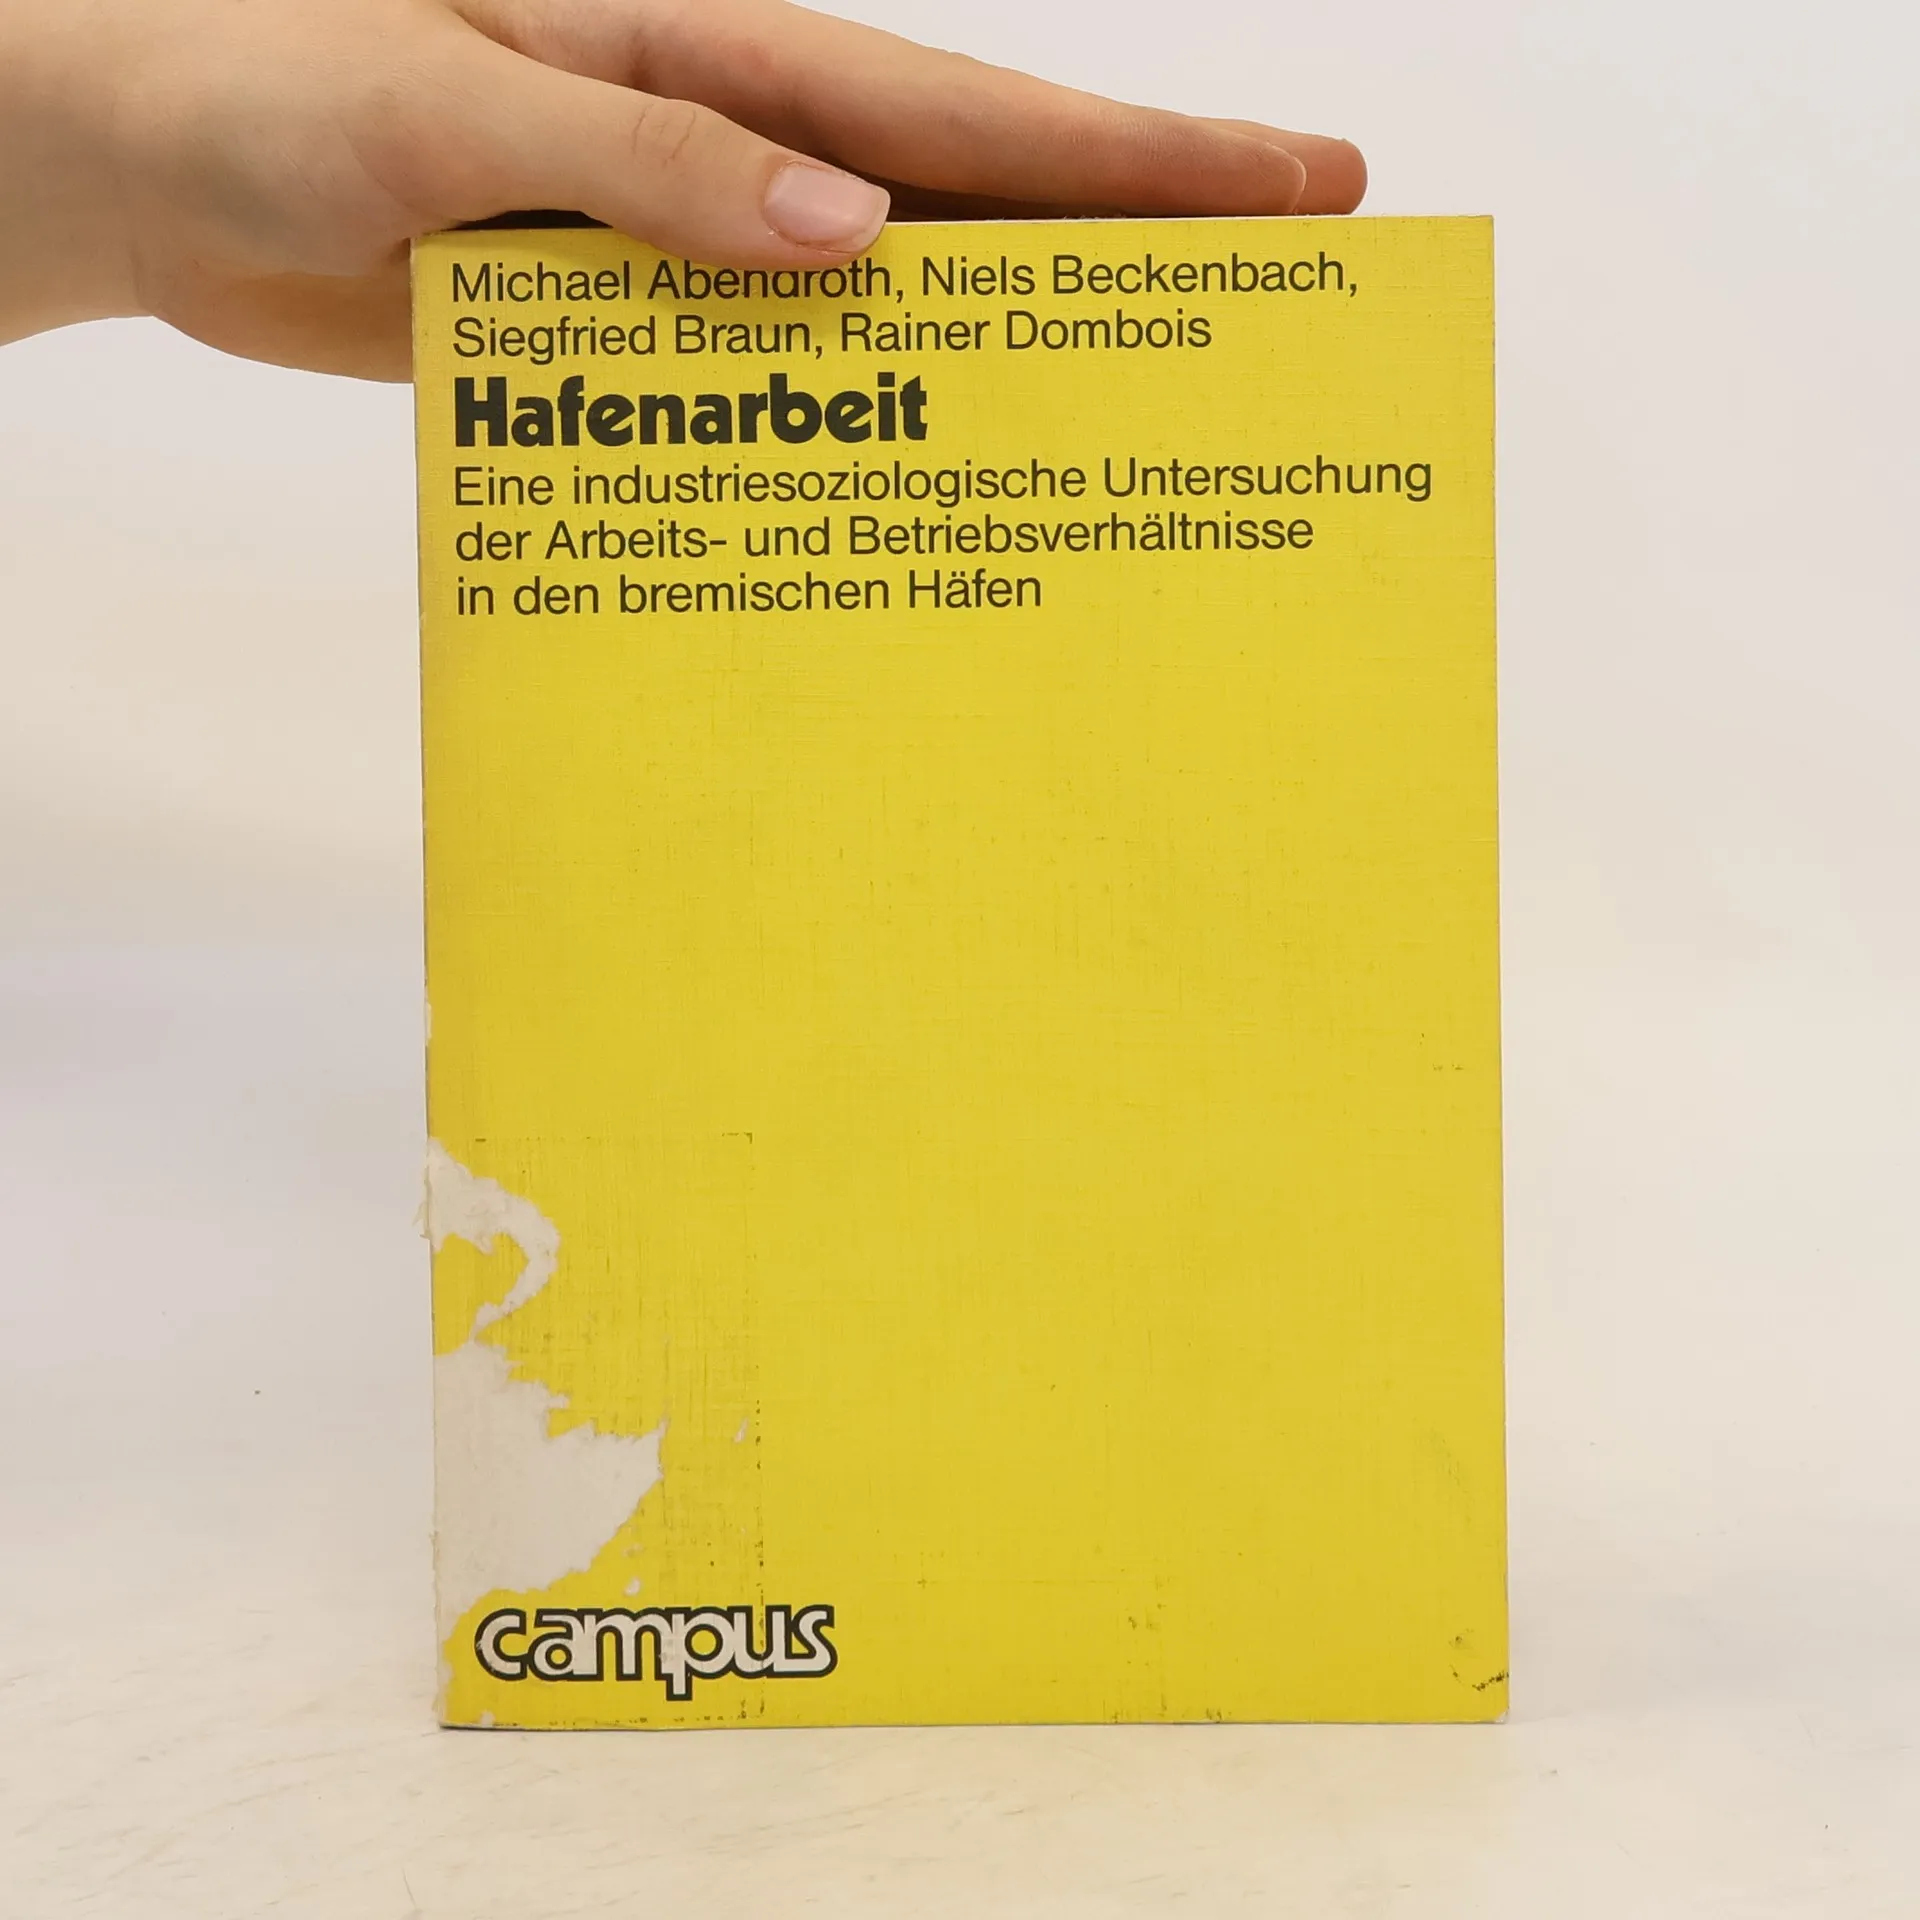 Michael Abendroth, Niels Beckenbach,
Siegfried Braun, Rainer Dombois
Hafenarbeit
Eine industriesoziologische Untersuchung
der Arbeits- und Betriebsverhältnisse
in den bremischen Häfen
campus